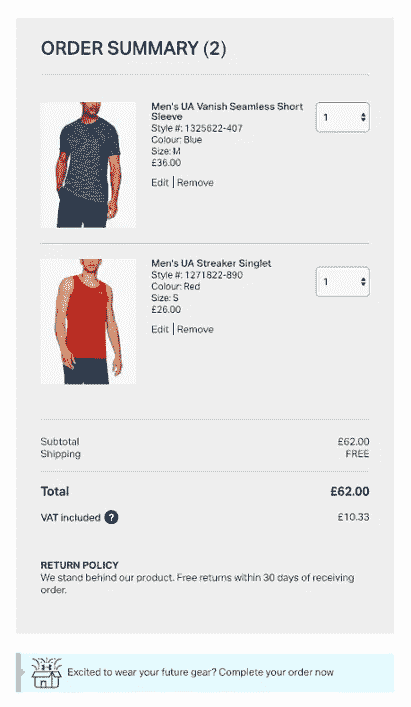 ORDER SUMMARY (2)
Men's UA Vanish Seamless Short
Sleeve
Style #: 1325622-407
Colour: Blue
Size: M
£36.00
Edit | Remove
1
Men's UA Streaker Singlet
Style #: 1271822-890
Colour: Red
Size: S
£26.00
Edit | Remove
1
Subtotal £62.00
Shipping FREE
Total £62.00
VAT included ? £10.33
RETURN POLICY
We stand behind our product. Free returns within 30 days of receiving
order.
Excited to wear your future gear? Complete your order now